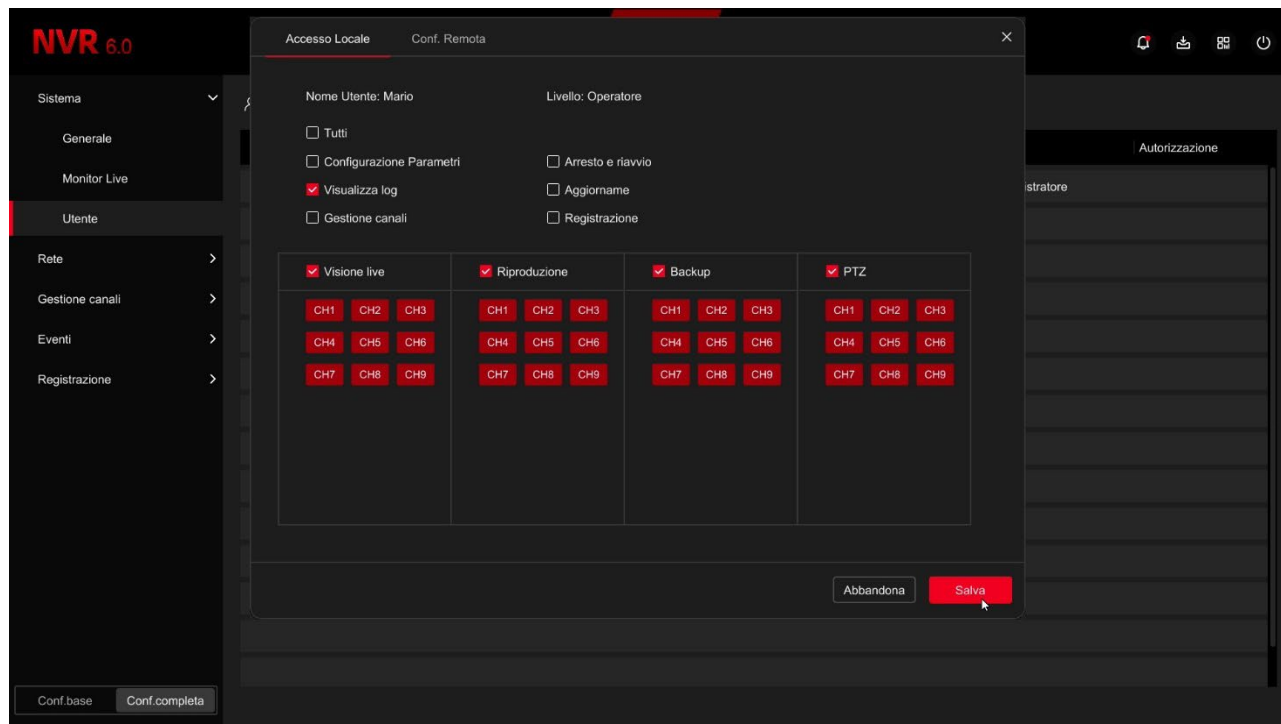 NVR 6.0
Accesso Locale Conf. Remota
Sistema
Generale
Monitor Live
Utente
Rete
Gestione canali
Eventi
Registrazione
Conf.base Conf.completa
Nome Utente: Mario Livello: Operatore
Tutti
Configurazione Parametri Arresto e riavvio
Visualizza log Aggiorname
Gestione canali Registrazione
Visione live Riproduzione Backup PTZ
CH1 CH2 CH3 CH1 CH2 CH3 CH1 CH2 CH3 CH1 CH2 CH3
CH4 CH5 CH6 CH4 CH5 CH6 CH4 CH5 CH6 CH4 CH5 CH6
CH7 CH8 CH9 CH7 CH8 CH9 CH7 CH8 CH9 CH7 CH8 CH9
Abbandona Salva
Autorizzazione
istratore